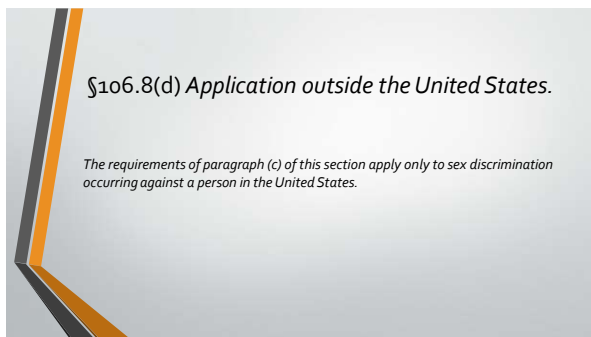 §106.8(d) Application outside the United States.
The requirements of paragraph (c) of this section apply only to sex discrimination
occurring against a person in the United States.